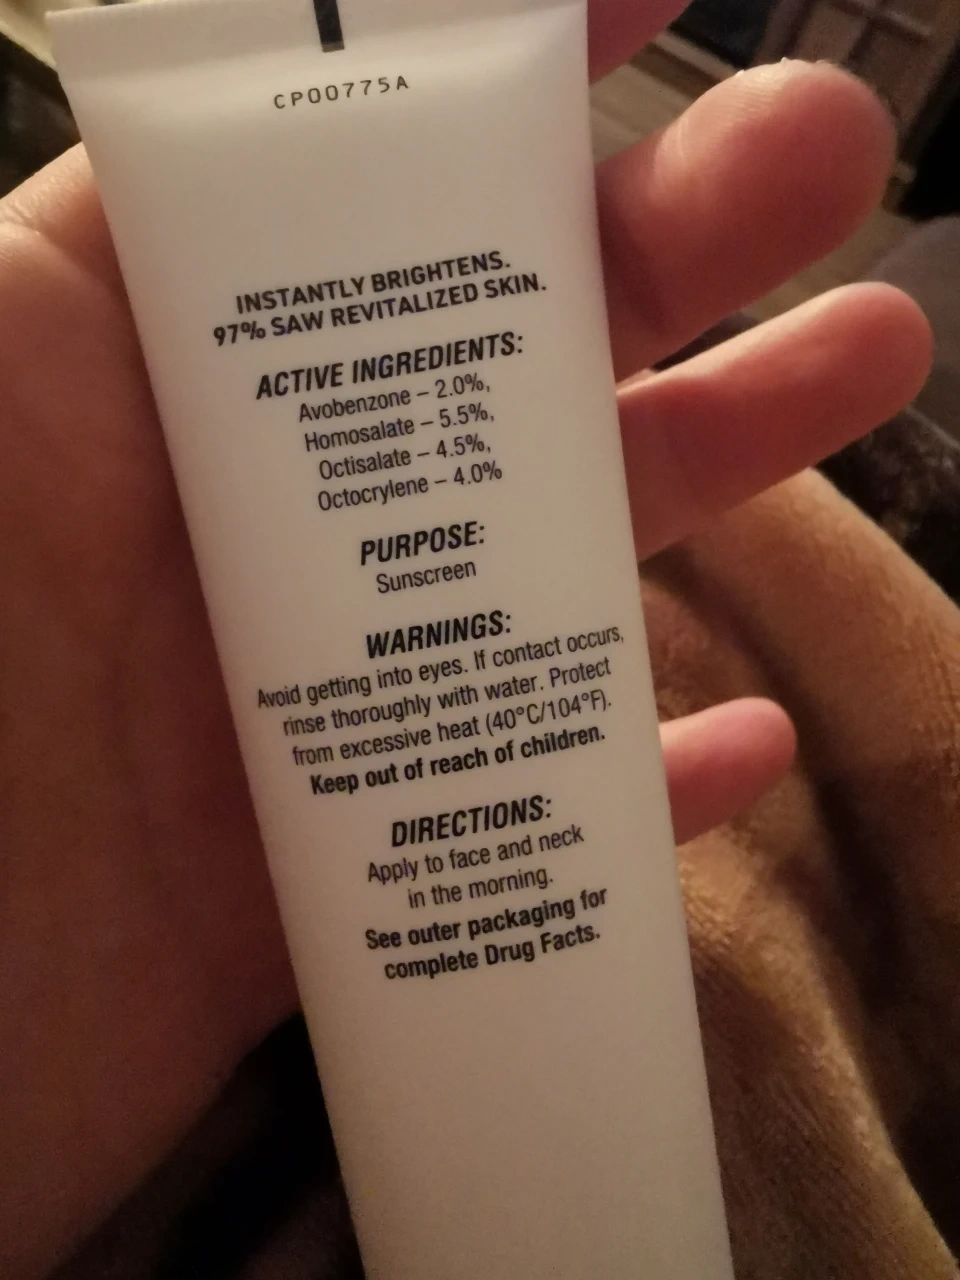 CP00775A
INSTANTLY BRIGHTENS.
97% SAW REVITALIZED SKIN.
ACTIVE INGREDIENTS:
Avobenzone – 2.0%,
Homosalate – 5.5%,
Octisalate – 4.5%,
Octocrylene – 4.0%
PURPOSE:
Sunscreen
WARNINGS:
Avoid getting into eyes. If contact occurs,
rinse thoroughly with water. Protect
from excessive heat (40°C/104°F).
Keep out of reach of children.
DIRECTIONS:
Apply to face and neck
in the morning.
See outer packaging for
complete Drug Facts.